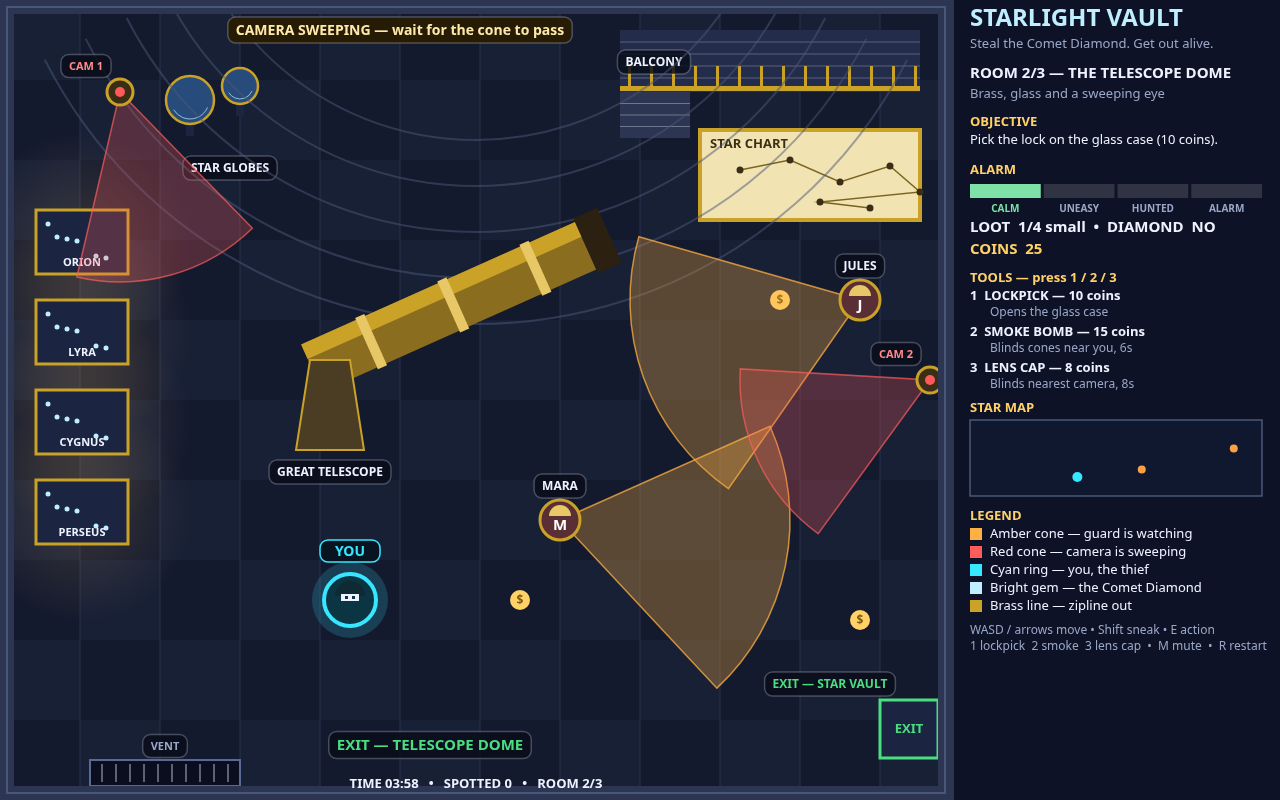 CAMERA SWEEPING — wait for the cone to pass
CAM 1
BALCONY
STAR CHART
STAR GLOBES
ORION
LYRA
CYGNUS
PERSEUS
JULES
$
J
CAM 2
GREAT TELESCOPE
MARA
M
YOU
$
$
EXIT — STAR VAULT
EXIT
VENT
EXIT — TELESCOPE DOME
TIME 03:58 • SPOTTED 0 • ROOM 2/3
STARLIGHT VAULT
Steal the Comet Diamond. Get out alive.
ROOM 2/3 — THE TELESCOPE DOME
Brass, glass and a sweeping eye
OBJECTIVE
Pick the lock on the glass case (10 coins).
ALARM
CALM UNEASY HUNTED ALARM
LOOT 1/4 small • DIAMOND NO
COINS 25
TOOLS — press 1 / 2 / 3
1 LOCKPICK — 10 coins
Opens the glass case
2 SMOKE BOMB — 15 coins
Blinds cones near you, 6s
3 LENS CAP — 8 coins
Blinds nearest camera, 8s
STAR MAP
LEGEND
Amber cone — guard is watching
Red cone — camera is sweeping
Cyan ring — you, the thief
Bright gem — the Comet Diamond
Brass line — zipline out
WASD / arrows move • Shift sneak • E action
1 lockpick 2 smoke 3 lens cap • M mute • R restart